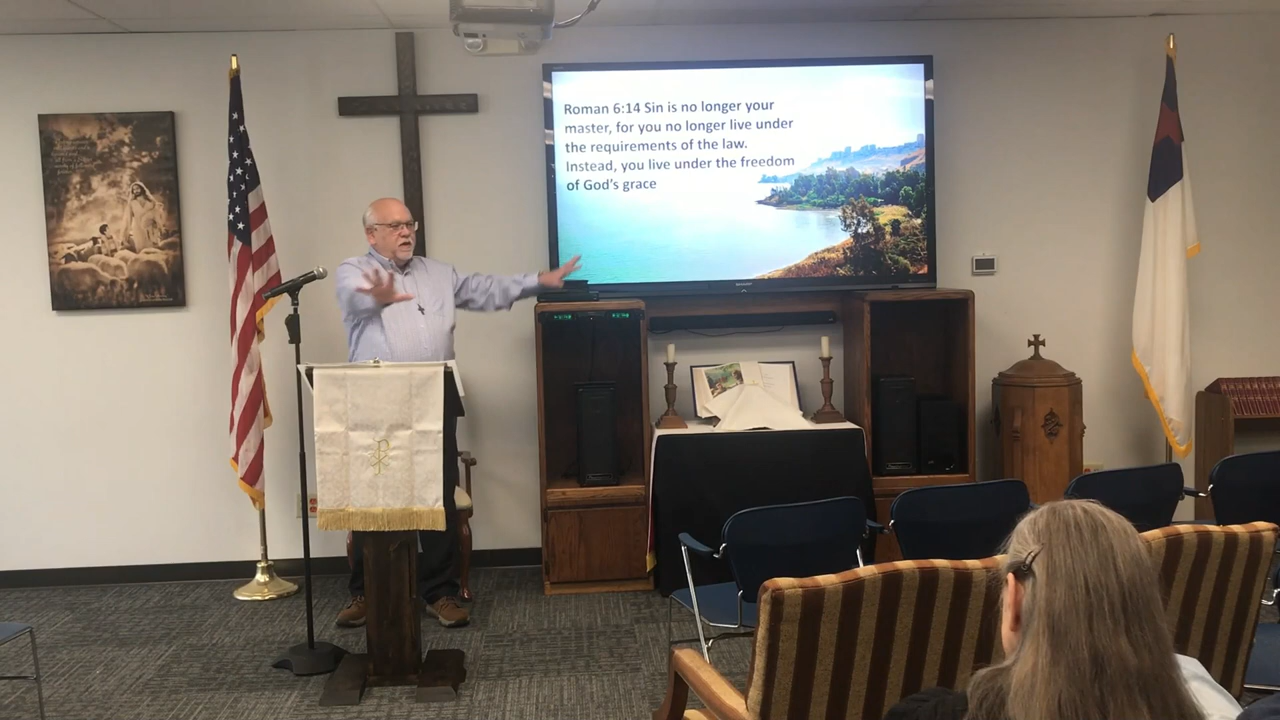 Roman 6:14 Sin is no longer your
master, for you no longer live under
the requirements of the law.
Instead, you live under the freedom
of God's grace
SHARP